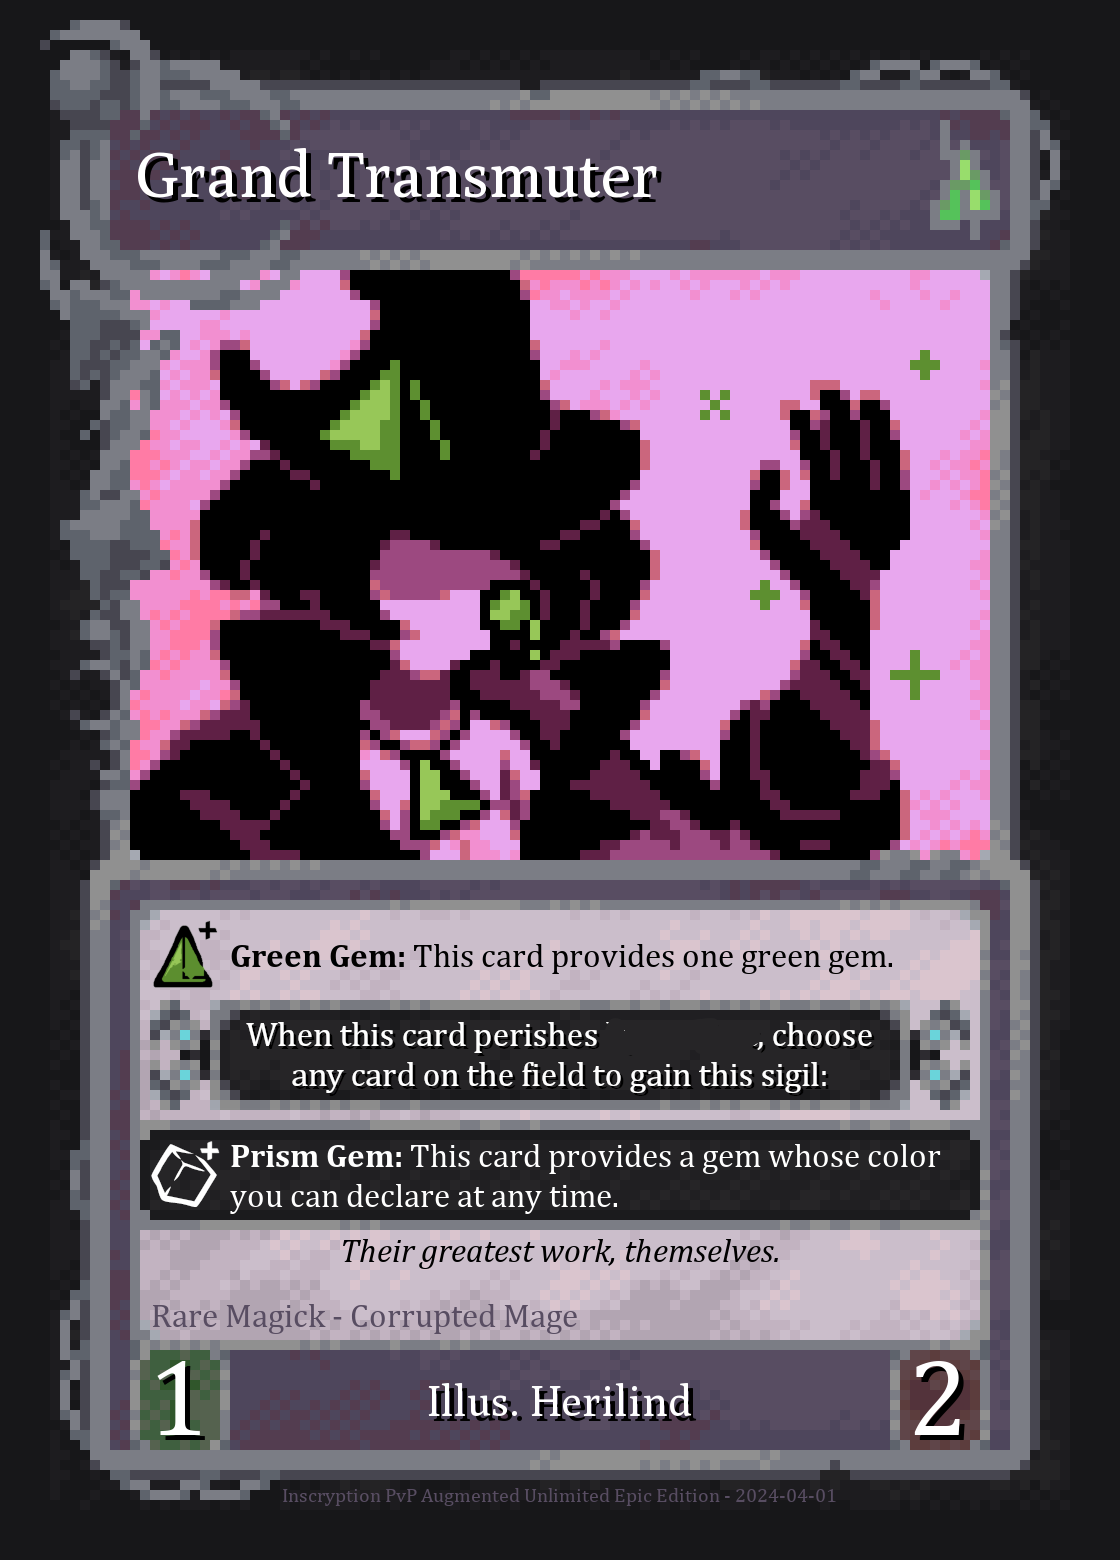 Grand Transmuter
Green Gem: This card provides one green gem.
When this card perishes , choose
any card on the field to gain this sigil:
Prism Gem: This card provides a gem whose color
you can declare at any time.
Their greatest work, themselves.
Rare Magick - Corrupted Mage
1
Illus. Herilind
2
Inscryption PvP Augmented Unlimited Epic Edition - 2024-04-01